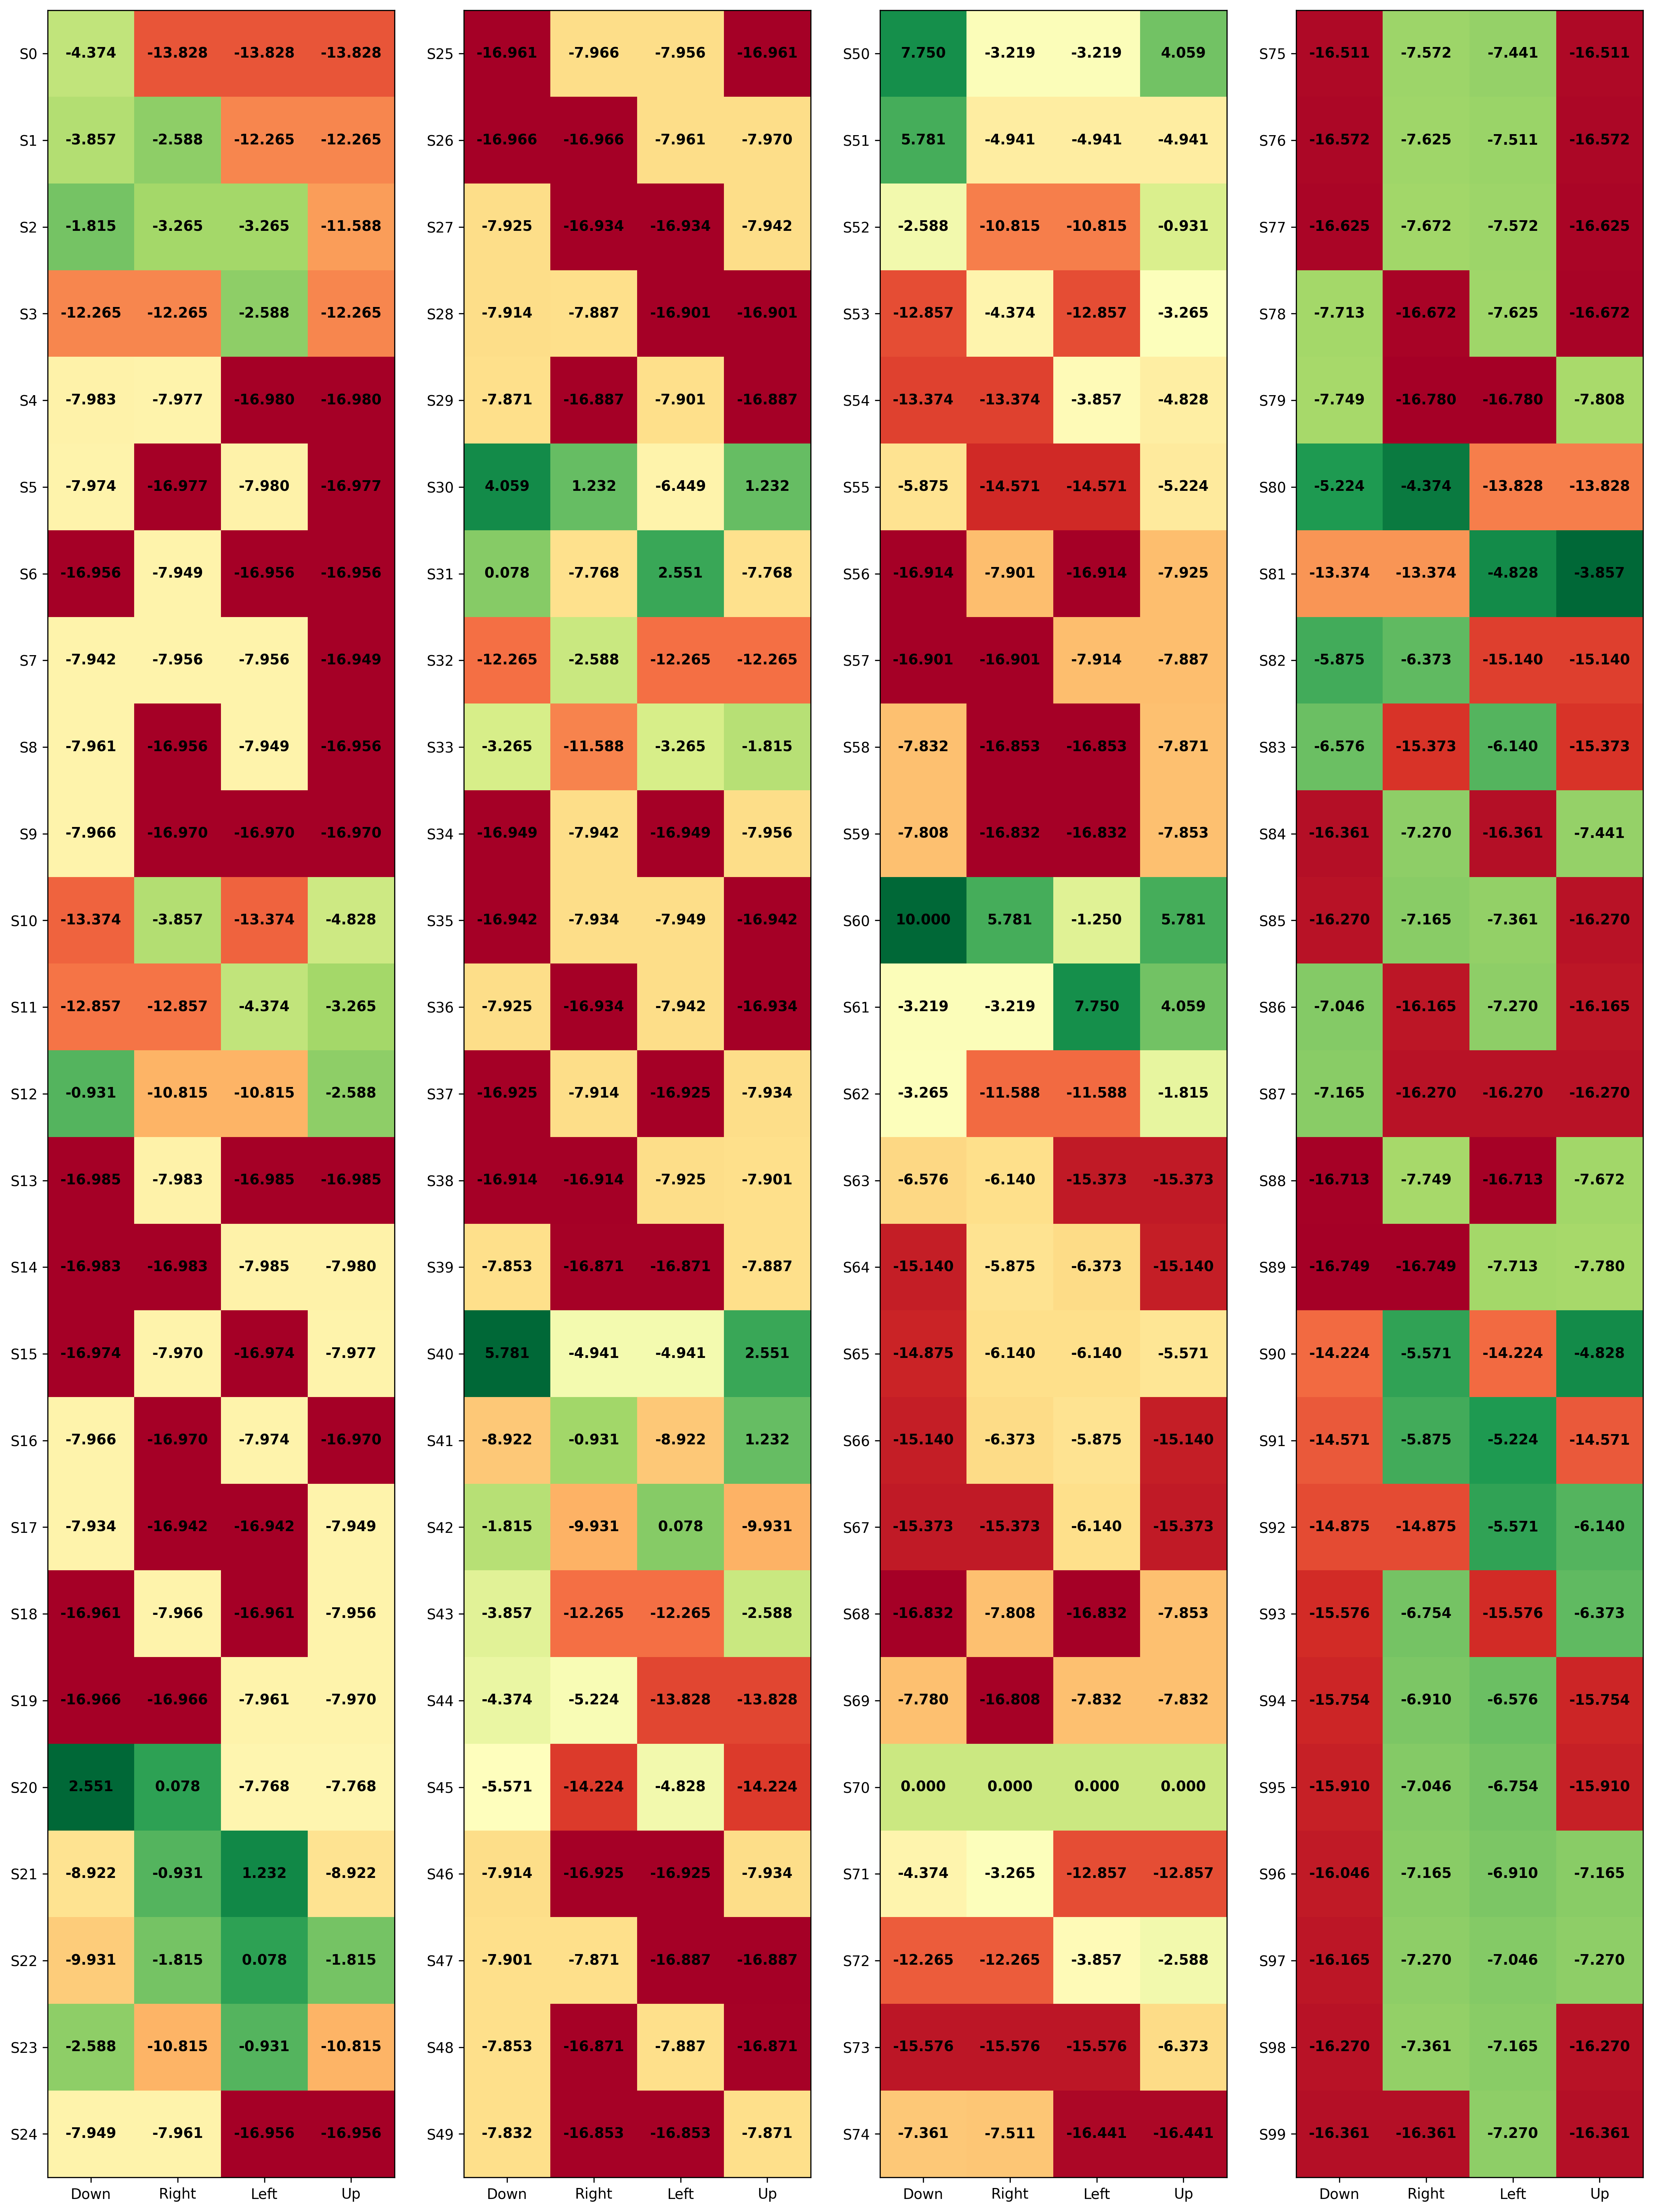 S0 -4.374 -13.828 -13.828 -13.828
S1 -3.857 -2.588 -12.265 -12.265
S2 -1.815 -3.265 -3.265 -11.588
S3 -12.265 -12.265 -2.588 -12.265
S4 -7.983 -7.977 -16.980 -16.980
S5 -7.974 -16.977 -7.980 -16.977
S6 -16.956 -7.949 -16.956 -16.956
S7 -7.942 -7.956 -7.956 -16.949
S8 -7.961 -16.956 -7.949 -16.956
S9 -7.966 -16.970 -16.970 -16.970
S10 -13.374 -3.857 -13.374 -4.828
S11 -12.857 -12.857 -4.374 -3.265
S12 -0.931 -10.815 -10.815 -2.588
S13 -16.985 -7.983 -16.985 -16.985
S14 -16.983 -16.983 -7.985 -7.980
S15 -16.974 -7.970 -16.974 -7.977
S16 -7.966 -16.970 -7.974 -16.970
S17 -7.934 -16.942 -16.942 -7.949
S18 -16.961 -7.966 -16.961 -7.956
S19 -16.966 -16.966 -7.961 -7.970
S20 2.551 0.078 -7.768 -7.768
S21 -8.922 -0.931 1.232 -8.922
S22 -9.931 -1.815 0.078 -1.815
S23 -2.588 -10.815 -0.931 -10.815
S24 -7.949 -7.961 -16.956 -16.956
Down Right Left Up
S25 -16.961 -7.966 -7.956 -16.961
S26 -16.966 -16.966 -7.961 -7.970
S27 -7.925 -16.934 -16.934 -7.942
S28 -7.914 -7.887 -16.901 -16.901
S29 -7.871 -16.887 -7.901 -16.887
S30 4.059 1.232 -6.449 1.232
S31 0.078 -7.768 2.551 -7.768
S32 -12.265 -2.588 -12.265 -12.265
S33 -3.265 -11.588 -3.265 -1.815
S34 -16.949 -7.942 -16.949 -7.956
S35 -16.942 -7.934 -7.949 -16.942
S36 -7.925 -16.934 -7.942 -16.934
S37 -16.925 -7.914 -16.925 -7.934
S38 -16.914 -16.914 -7.925 -7.901
S39 -7.853 -16.871 -16.871 -7.887
S40 5.781 -4.941 -4.941 2.551
S41 -8.922 -0.931 -8.922 1.232
S42 -1.815 -9.931 0.078 -9.931
S43 -3.857 -12.265 -12.265 -2.588
S44 -4.374 -5.224 -13.828 -13.828
S45 -5.571 -14.224 -4.828 -14.224
S46 -7.914 -16.925 -16.925 -7.934
S47 -7.901 -7.871 -16.887 -16.887
S48 -7.853 -16.871 -7.887 -16.871
S49 -7.832 -16.853 -16.853 -7.871
Down Right Left Up
S50 7.750 -3.219 -3.219 4.059
S51 5.781 -4.941 -4.941 -4.941
S52 -2.588 -10.815 -10.815 -0.931
S53 -12.857 -4.374 -12.857 -3.265
S54 -13.374 -13.374 -3.857 -4.828
S55 -5.875 -14.571 -14.571 -5.224
S56 -16.914 -7.901 -16.914 -7.925
S57 -16.901 -16.901 -7.914 -7.887
S58 -7.832 -16.853 -16.853 -7.871
S59 -7.808 -16.832 -16.832 -7.853
S60 10.000 5.781 -1.250 5.781
S61 -3.219 -3.219 7.750 4.059
S62 -3.265 -11.588 -11.588 -1.815
S63 -6.576 -6.140 -15.373 -15.373
S64 -15.140 -5.875 -6.373 -15.140
S65 -14.875 -6.140 -6.140 -5.571
S66 -15.140 -6.373 -5.875 -15.140
S67 -15.373 -15.373 -6.140 -15.373
S68 -16.832 -7.808 -16.832 -7.853
S69 -7.780 -16.808 -7.832 -7.832
S70 0.000 0.000 0.000 0.000
S71 -4.374 -3.265 -12.857 -12.857
S72 -12.265 -12.265 -3.857 -2.588
S73 -15.576 -15.576 -15.576 -6.373
S74 -7.361 -7.511 -16.441 -16.441
Down Right Left Up
S75 -16.511 -7.572 -7.441 -16.511
S76 -16.572 -7.625 -7.511 -16.572
S77 -16.625 -7.672 -7.572 -16.625
S78 -7.713 -16.672 -7.625 -16.672
S79 -7.749 -16.780 -16.780 -7.808
S80 -5.224 -4.374 -13.828 -13.828
S81 -13.374 -13.374 -4.828 -3.857
S82 -5.875 -6.373 -15.140 -15.140
S83 -6.576 -15.373 -6.140 -15.373
S84 -16.361 -7.270 -16.361 -7.441
S85 -16.270 -7.165 -7.361 -16.270
S86 -7.046 -16.165 -7.270 -16.165
S87 -7.165 -16.270 -16.270 -16.270
S88 -16.713 -7.749 -16.713 -7.672
S89 -16.749 -16.749 -7.713 -7.780
S90 -14.224 -5.571 -14.224 -4.828
S91 -14.571 -5.875 -5.224 -14.571
S92 -14.875 -14.875 -5.571 -6.140
S93 -15.576 -6.754 -15.576 -6.373
S94 -15.754 -6.910 -6.576 -15.754
S95 -15.910 -7.046 -6.754 -15.910
S96 -16.046 -7.165 -6.910 -7.165
S97 -16.165 -7.270 -7.046 -7.270
S98 -16.270 -7.361 -7.165 -16.270
S99 -16.361 -16.361 -7.270 -16.361
Down Right Left Up